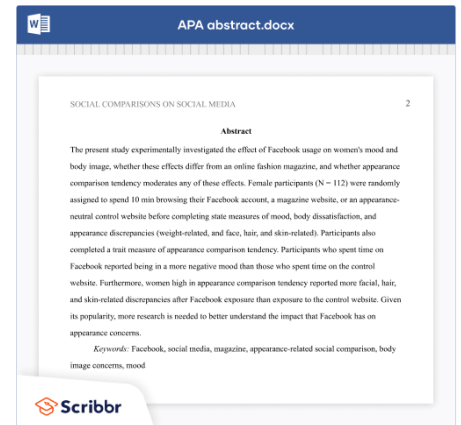 W
APA abstract.docx
SOCIAL COMPARISONS ON SOCIAL MEDIA 2
Abstract
The present study experimentally investigated the effect of Facebook usage on women's mood and
body image, whether these effects differ from an online fashion magazine, and whether appearance
comparison tendency moderates any of these effects. Female participants (N = 112) were randomly
assigned to spend 10 min browsing their Facebook account, a magazine website, or an appearance-
neutral control website before completing state measures of mood, body dissatisfaction, and
appearance discrepancies (weight-related, and face, hair, and skin-related). Participants also
completed a trait measure of appearance comparison tendency. Participants who spent time on
Facebook reported being in a more negative mood than those who spent time on the control
website. Furthermore, women high in appearance comparison tendency reported more facial, hair,
and skin-related discrepancies after Facebook exposure than exposure to the control website. Given
its popularity, more research is needed to better understand the impact that Facebook has on
appearance concerns.
Keywords: Facebook, social media, magazine, appearance-related social comparison, body
image concerns, mood
Scribbr